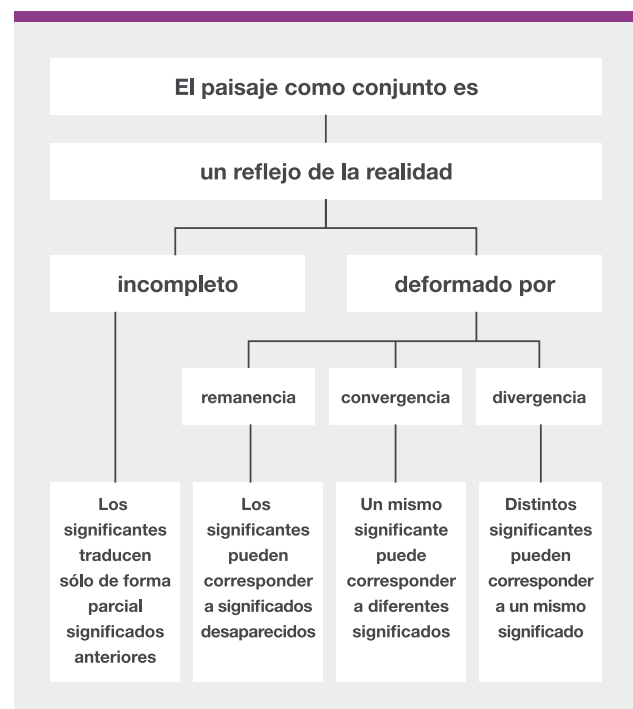 El paisaje como conjunto es
un reflejo de la realidad
incompleto
deformado por
remanencia
convergencia
divergencia
Los
significantes
traducen
sólo de forma
parcial
significados
anteriores
Los
significantes
pueden
corresponder
a significados
desaparecidos
Un mismo
significante
puede
corresponder
a diferentes
significados
Distintos
significantes
pueden
corresponder
a un mismo
significado